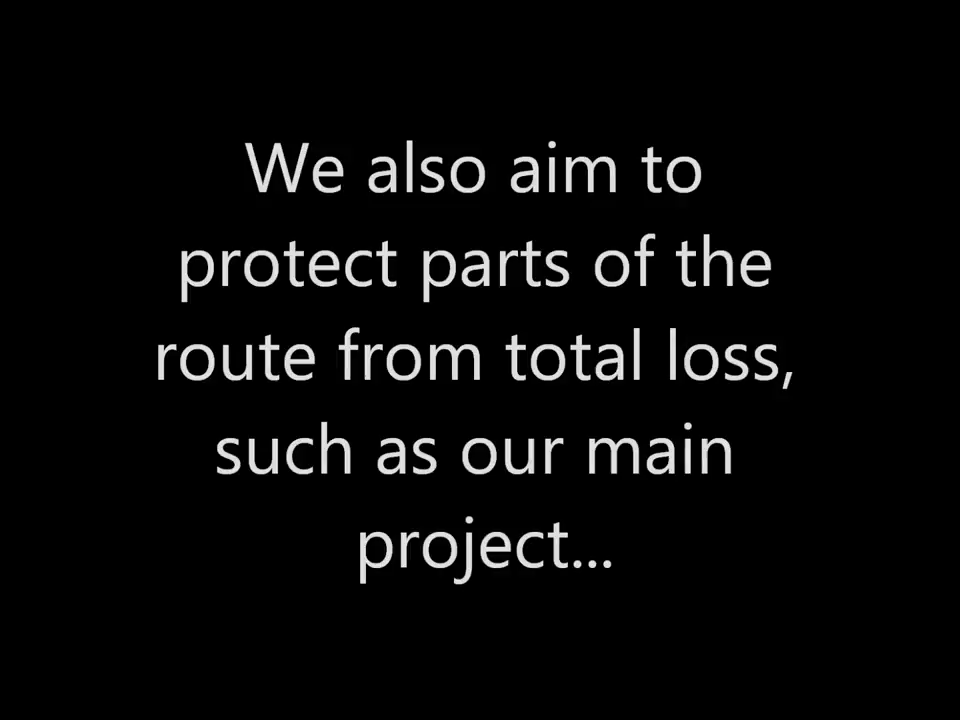 We also aim to
protect parts of the
route from total loss,
such as our main
project...